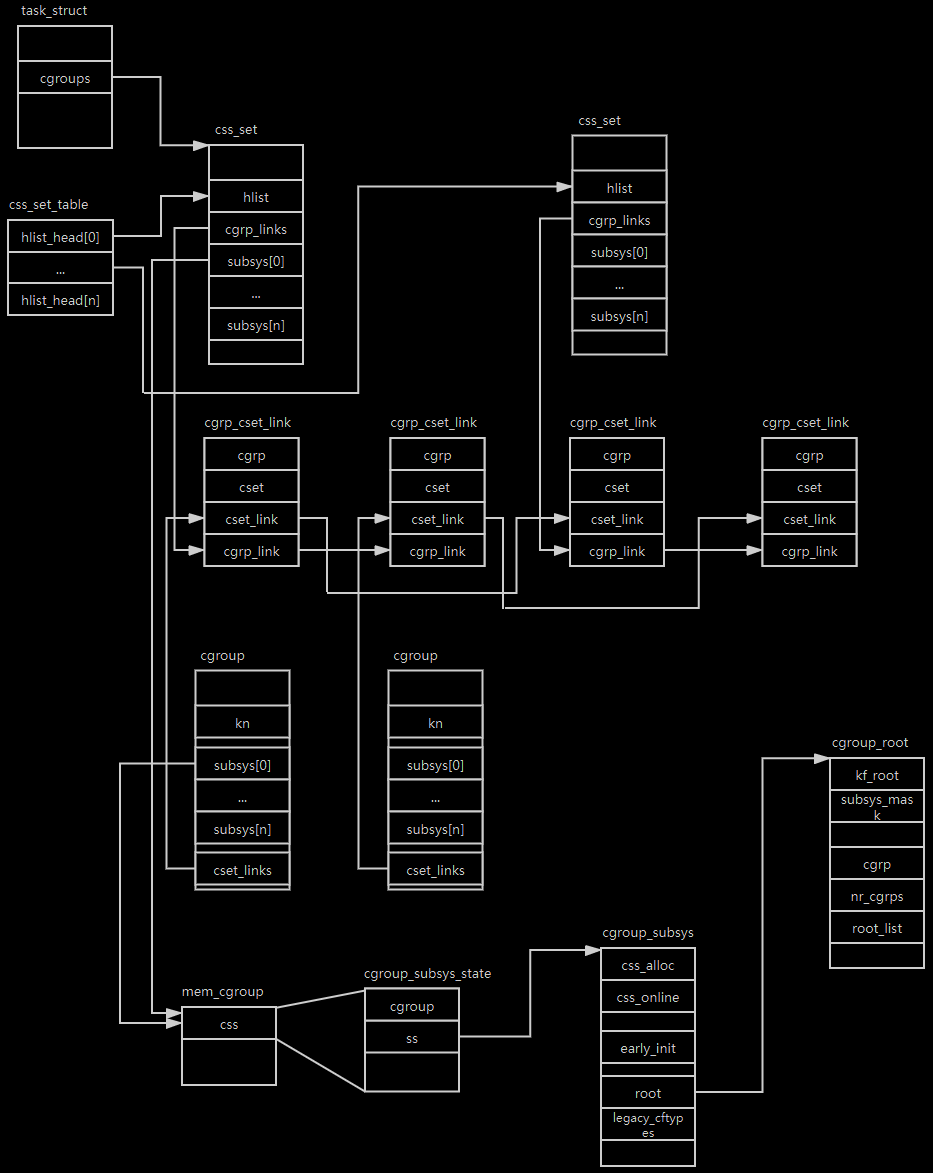 task_struct
cgroups
css_set
hlist
cgrp_links
subsys[0]
...
subsys[n]
css_set_table
hlist_head[0]
...
hlist_head[n]
css_set
hlist
cgrp_links
subsys[0]
...
subsys[n]
cgrp_cset_link
cgrp
cset
cset_link
cgrp_link
cgrp_cset_link
cgrp
cset
cset_link
cgrp_link
cgrp_cset_link
cgrp
cset
cset_link
cgrp_link
cgrp_cset_link
cgrp
cset
cset_link
cgrp_link
cgroup
kn
subsys[0]
...
subsys[n]
cset_links
cgroup
kn
subsys[0]
...
subsys[n]
cset_links
cgroup_root
kf_root
subsys_mas
k
cgrp
nr_cgrps
root_list
mem_cgroup
css
cgroup_subsys_state
cgroup
ss
cgroup_subsys
css_alloc
css_online
early_init
root
legacy_cftyp
es